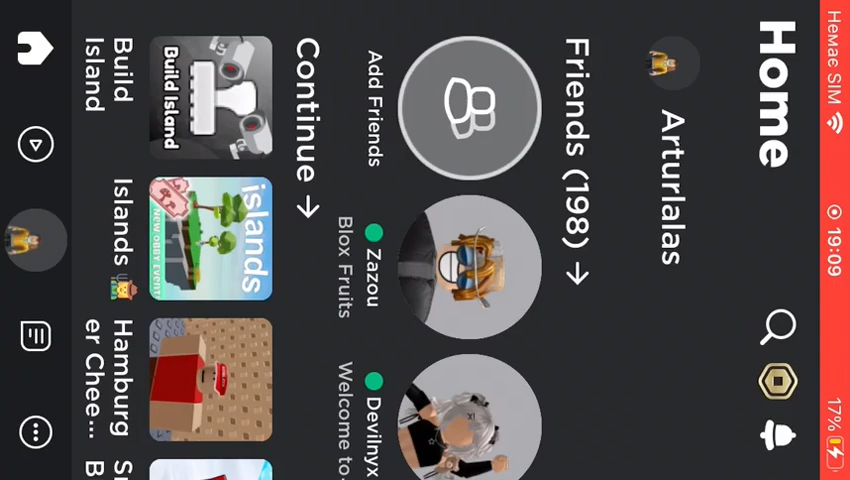 Немає SIM 19:09 17%
Home
Arturlalas
Friends (198) →
Add Friends
Zazou
Blox Fruits
Devilnyx
Welcome to
Continue →
Build Island
islands
NEW OBBY EVENT!
Build
Island
Islands 🧑‍🌾
Hamburg
er Chee...